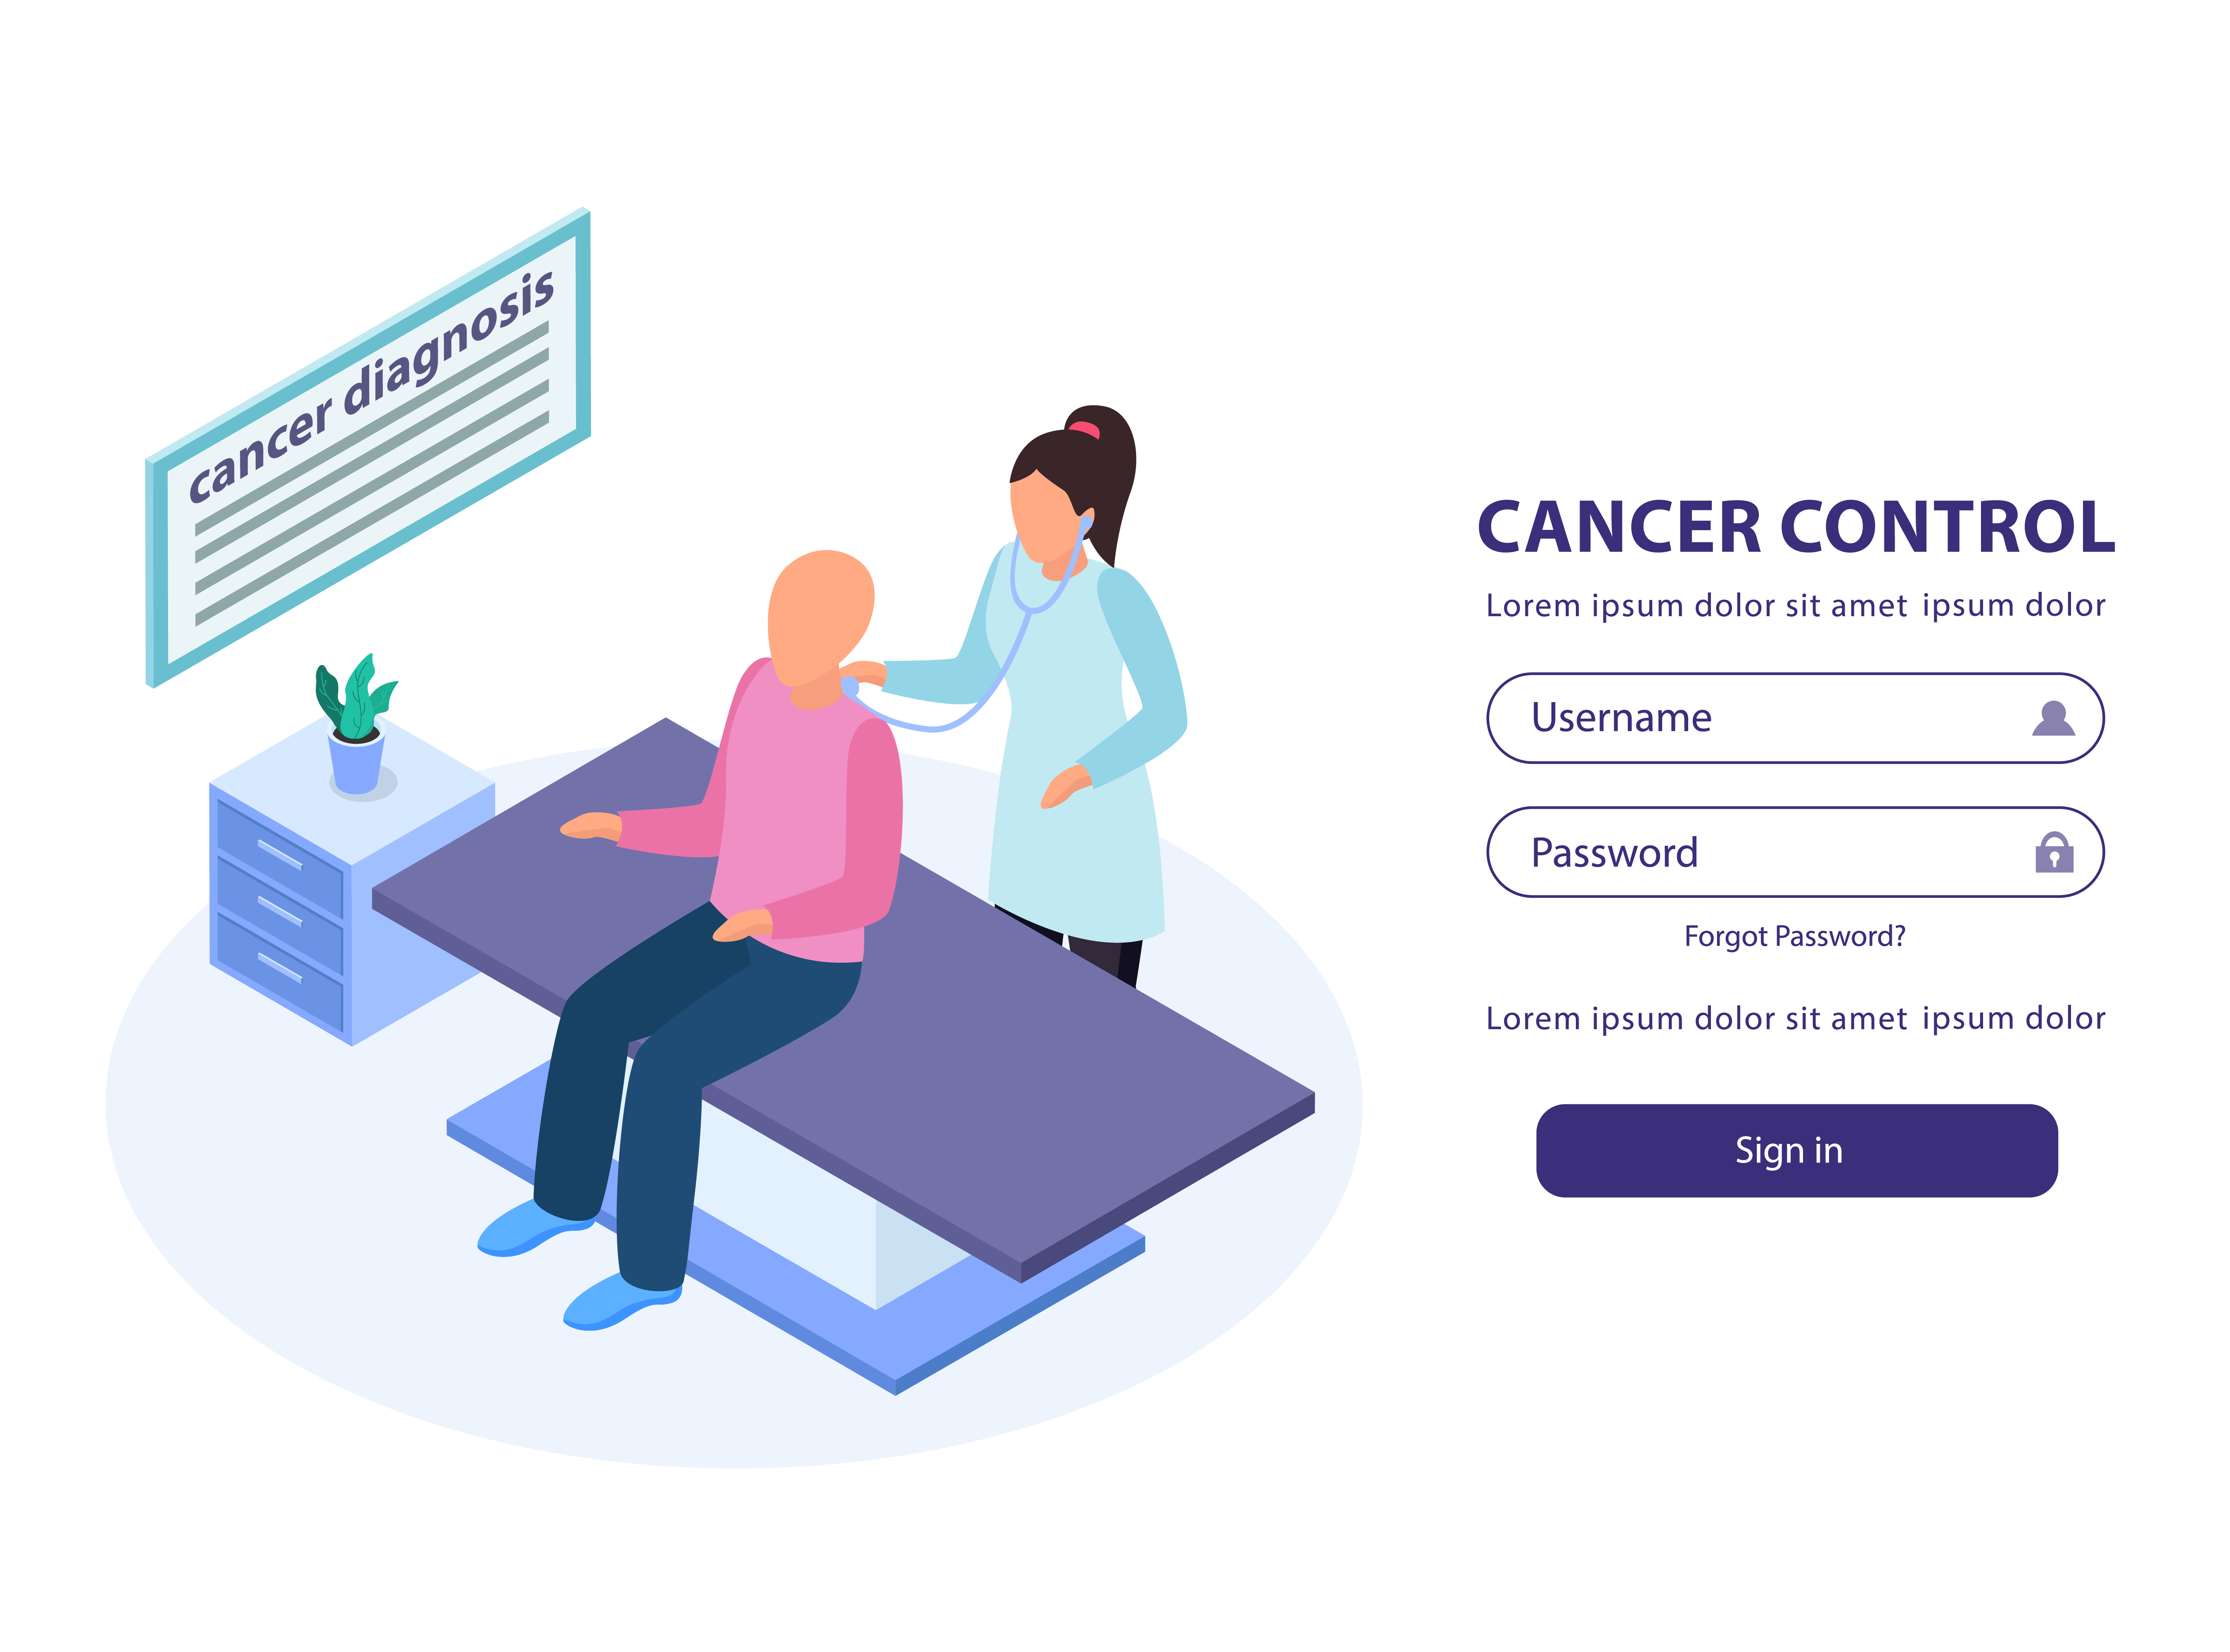 cancer diagnosis
CANCER CONTROL
Lorem ipsum dolor sit amet ipsum dolor
Username
Password
Forgot Password?
Lorem ipsum dolor sit amet ipsum dolor
Sign in